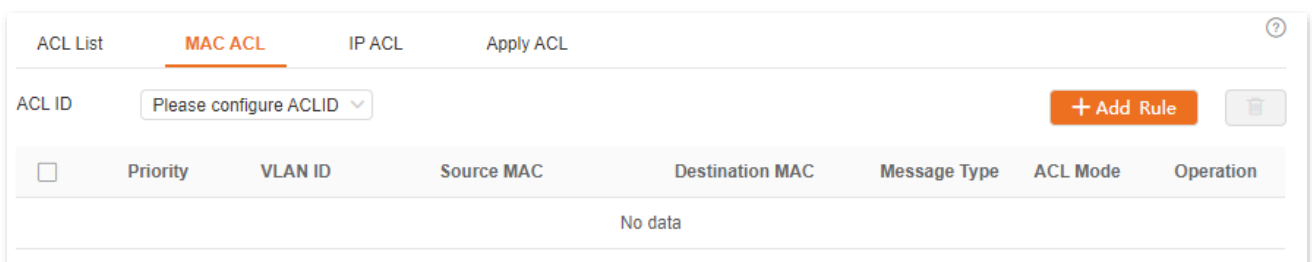 ACL List MAC ACL IP ACL Apply ACL ?
ACL ID Please configure ACLID + Add Rule
Priority VLAN ID Source MAC Destination MAC Message Type ACL Mode Operation
No data